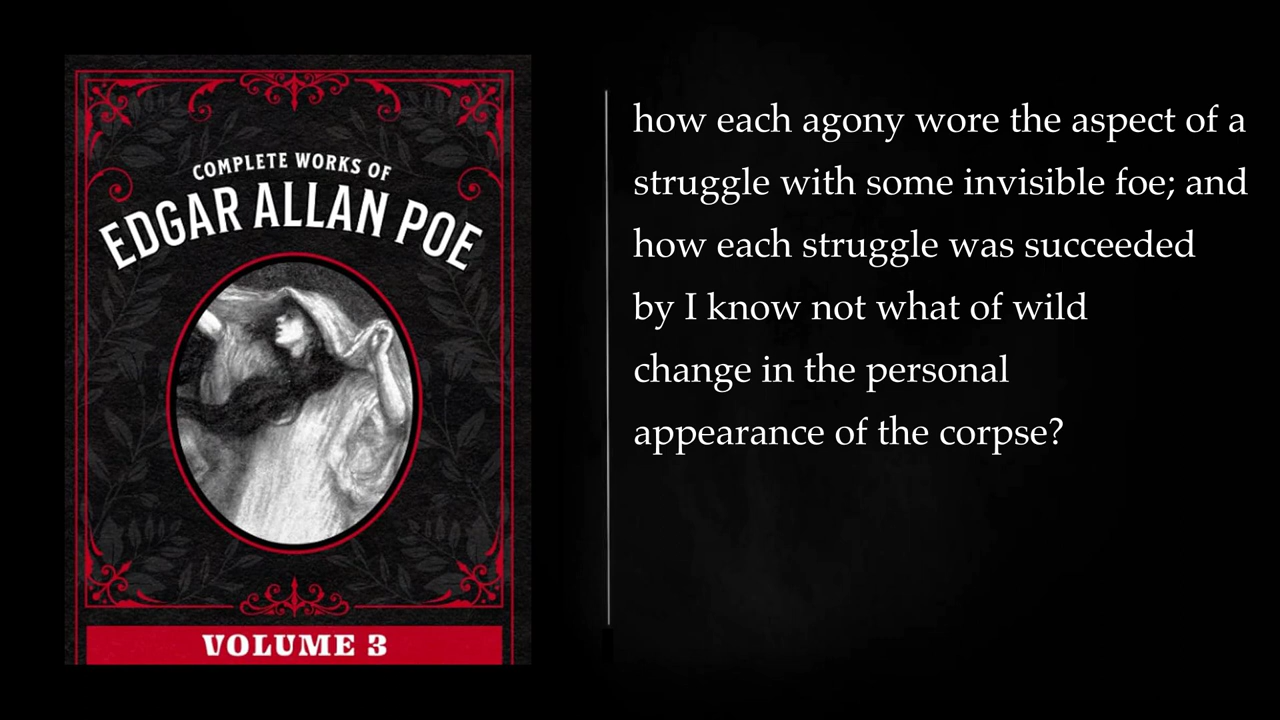 COMPLETE WORKS OF
EDGAR ALLAN POE
VOLUME 3
how each agony wore the aspect of a
struggle with some invisible foe; and
how each struggle was succeeded
by I know not what of wild
change in the personal
appearance of the corpse?